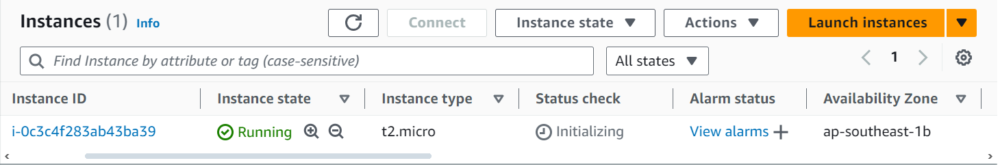 Instances (1) Info Connect Instance state Actions Launch instances
Find Instance by attribute or tag (case-sensitive) All states 1
Instance ID Instance state Instance type Status check Alarm status Availability Zone
i-0c3c4f283ab43ba39 Running t2.micro Initializing View alarms + ap-southeast-1b